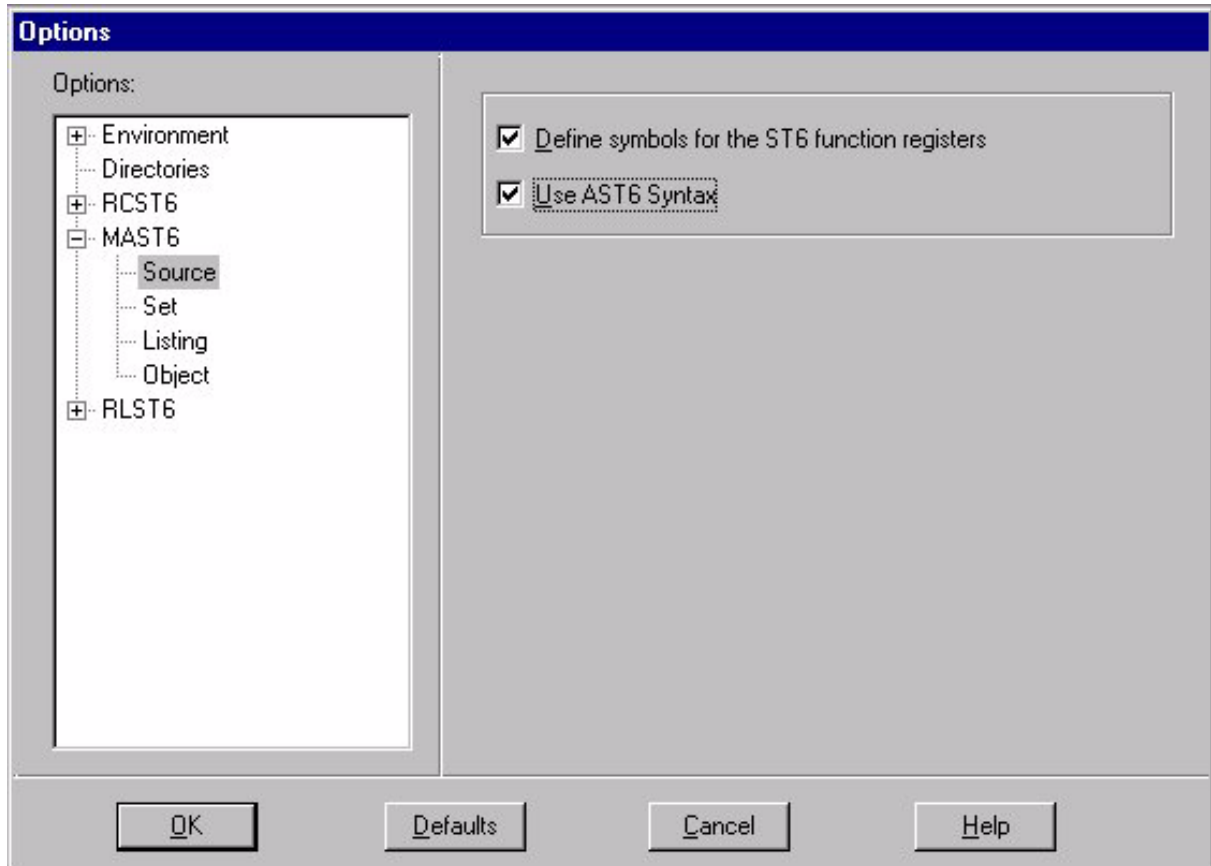 Options
Options:
Environment
Directories
RCST6
MAST6
Source
Set
Listing
Object
RLST6
Define symbols for the ST6 function registers
Use AST6 Syntax
OK
Defaults
Cancel
Help